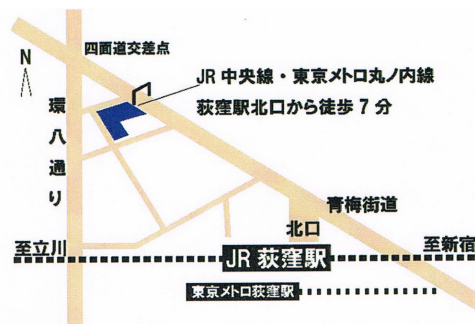 四面道交差点
N
JR中央線・東京メトロ丸ノ内線
荻窪駅北口から徒歩7分
環八通り
青梅街道
北口
至立川
JR 荻窪駅
至新宿
東京メトロ荻窪駅